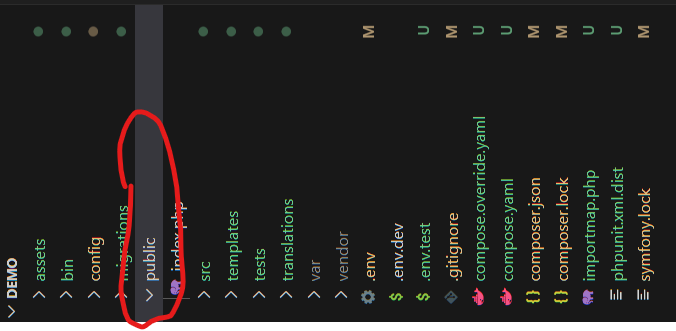 DEMO
assets
bin
config
migrations
public
index.php
src
templates
tests
translations
var
vendor
.env M
.env.dev
.env.test U
.gitignore M
compose.override.yaml U
compose.yaml U
composer.json M
composer.lock M
importmap.php U
phpunit.xml.dist U
symfony.lock M